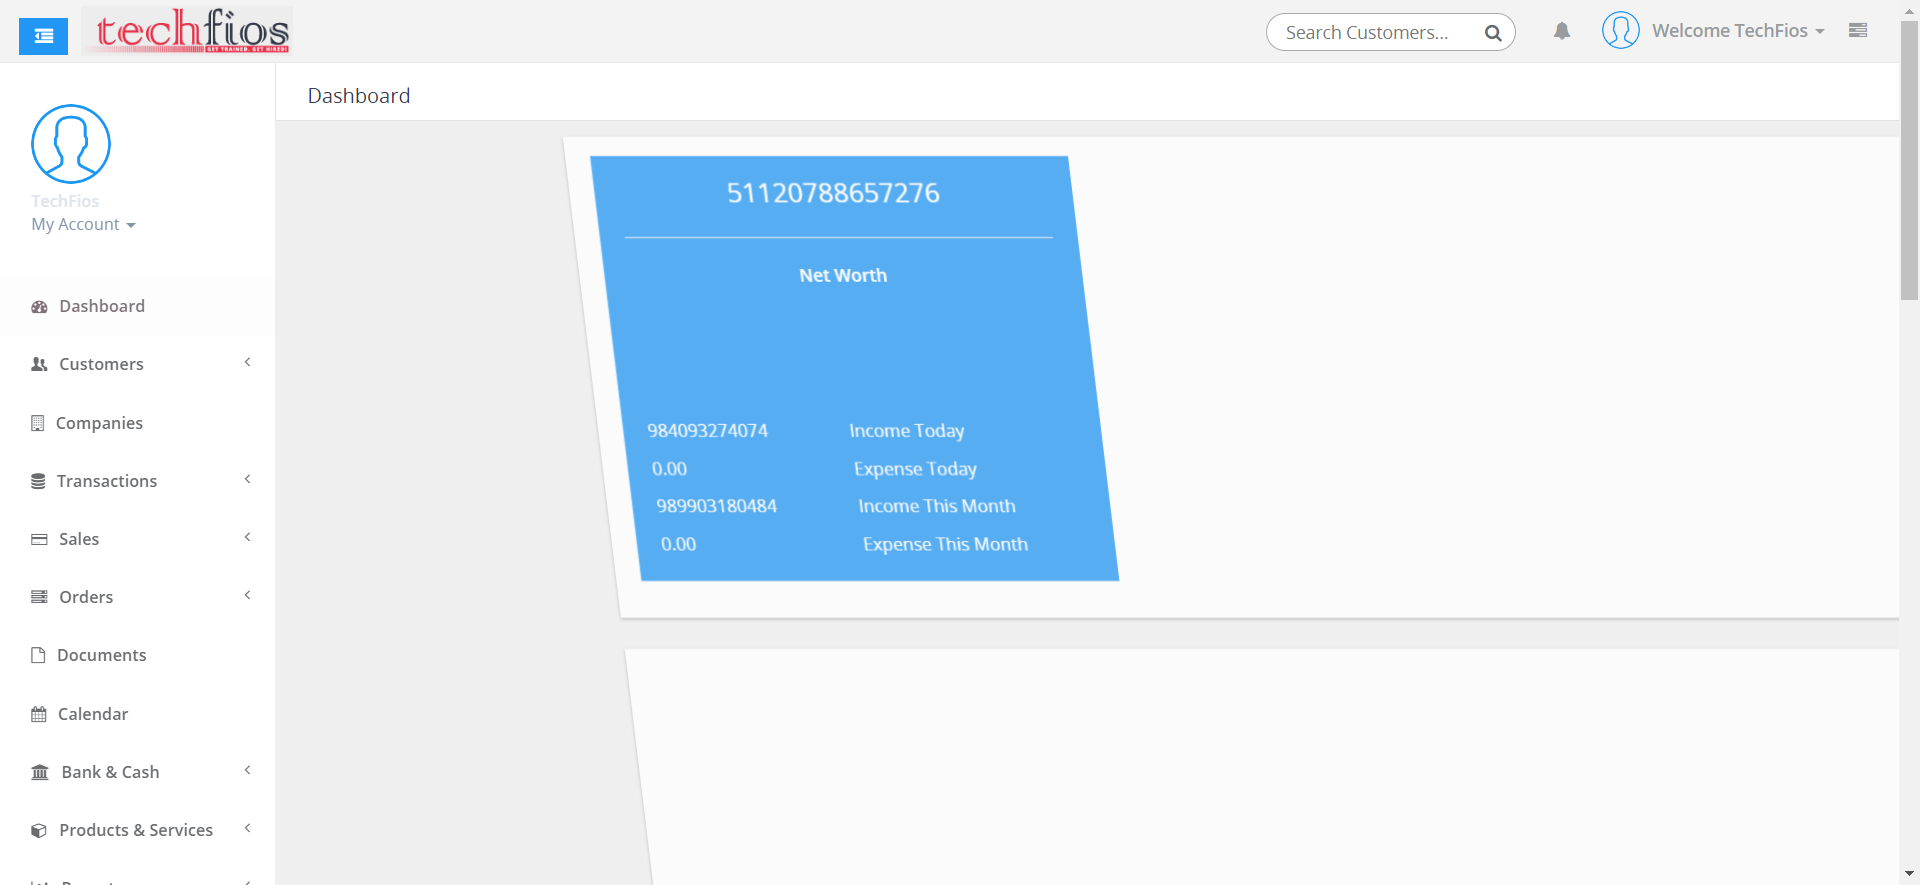 techfios
GET TRAINED. GET HIRED!
Search Customers...
Welcome TechFios
TechFios
My Account
Dashboard
Customers
Companies
Transactions
Sales
Orders
Documents
Calendar
Bank & Cash
Products & Services
Dashboard
51120788657276
Net Worth
984093274074 Income Today
0.00 Expense Today
989903180484 Income This Month
0.00 Expense This Month